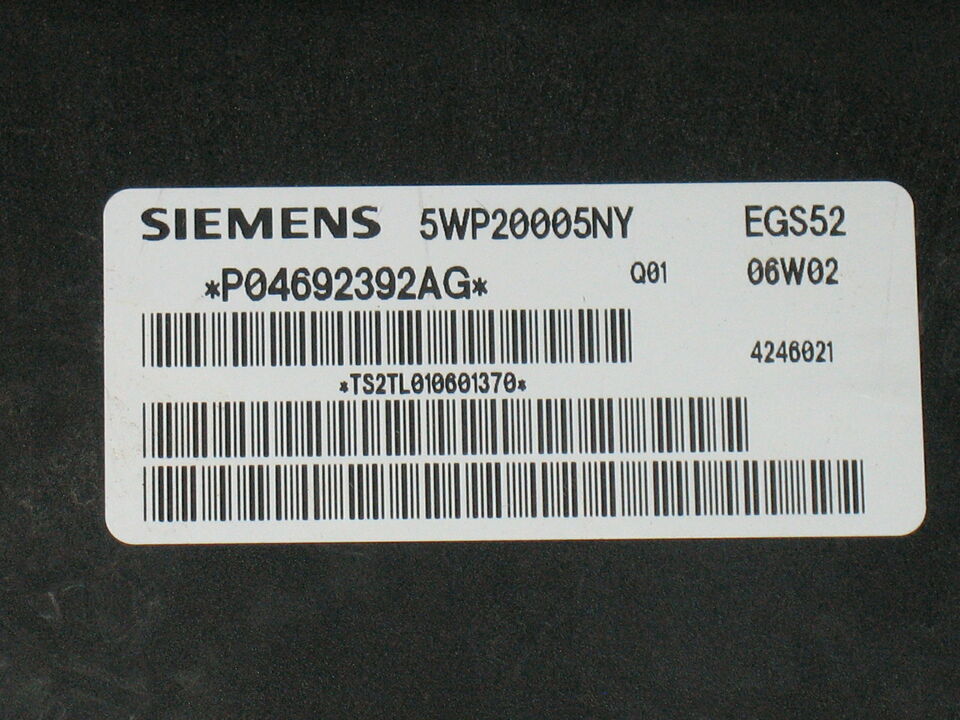 SIEMENS 5WP20005NY EGS52
*P04692392AG* Q01 06W02
4246021
*TS2TL010601370*